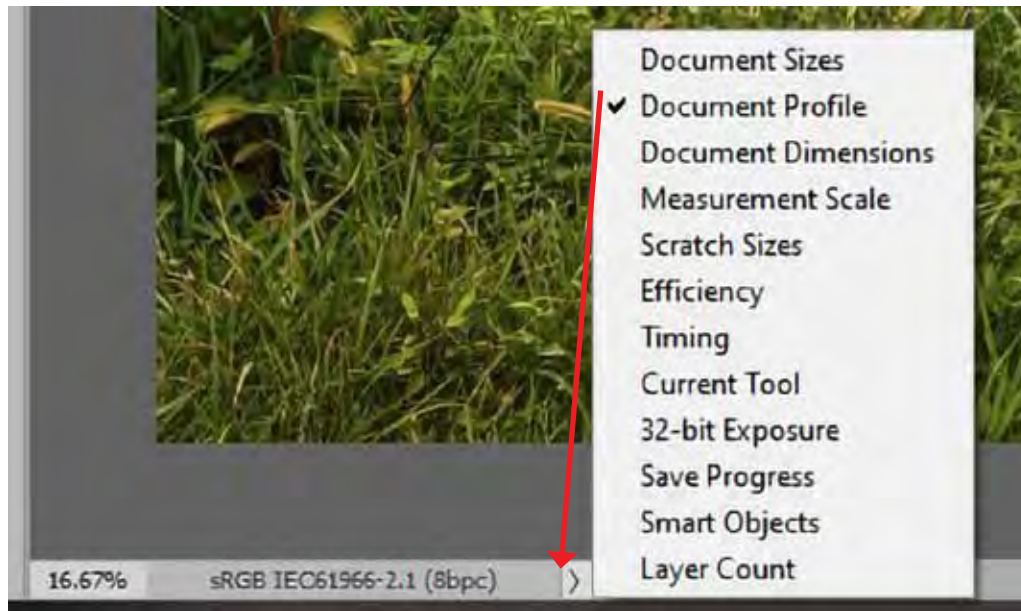 Document Sizes
✔ Document Profile
Document Dimensions
Measurement Scale
Scratch Sizes
Efficiency
Timing
Current Tool
32-bit Exposure
Save Progress
Smart Objects
Layer Count
16.67% sRGB IEC61966-2.1 (8bpc) >